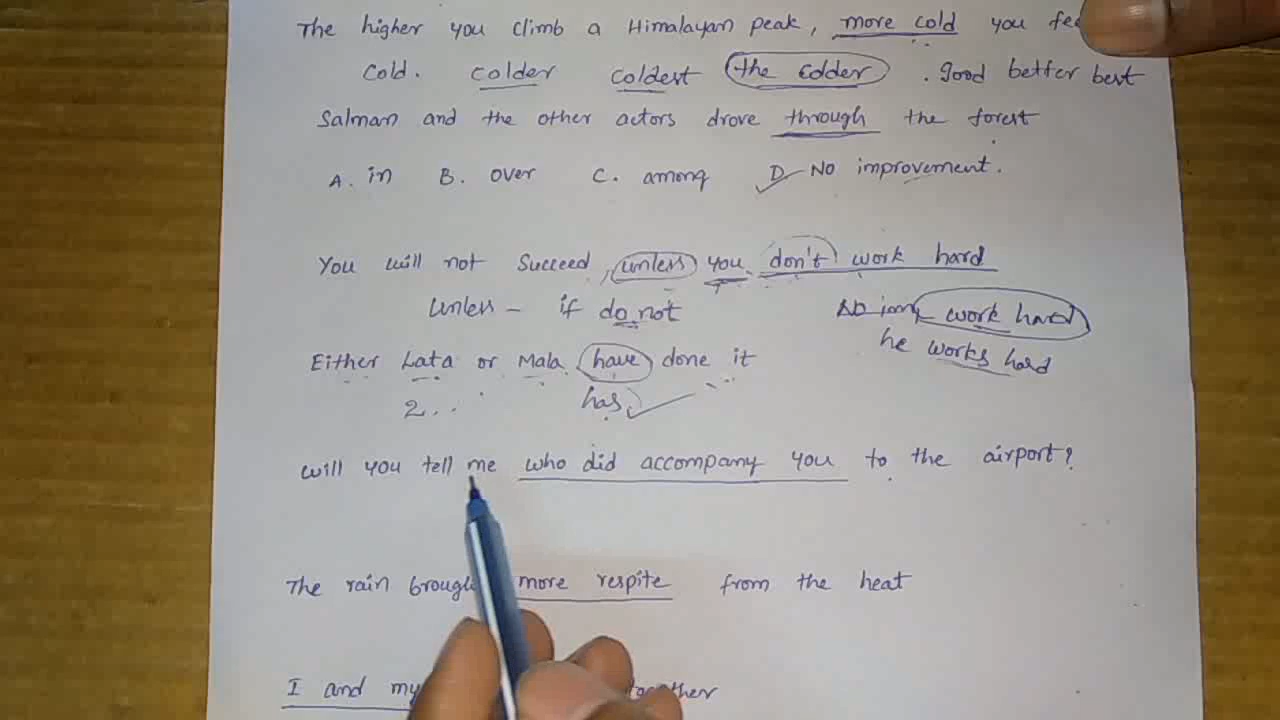 The higher you climb a Himalayan peak, more cold you
Cold. colder coldest the colder . good better best
Salman and the other actors drove through the forest
A. in B. over C. among D. No improvement.
You will not succeed, unless you don't work hard
Unless - if do not work hard
he works hard
Either Lata or Mala have done it
2... has
will you tell me who did accompany you to the airport?
The rain more respite from the heat
I and my